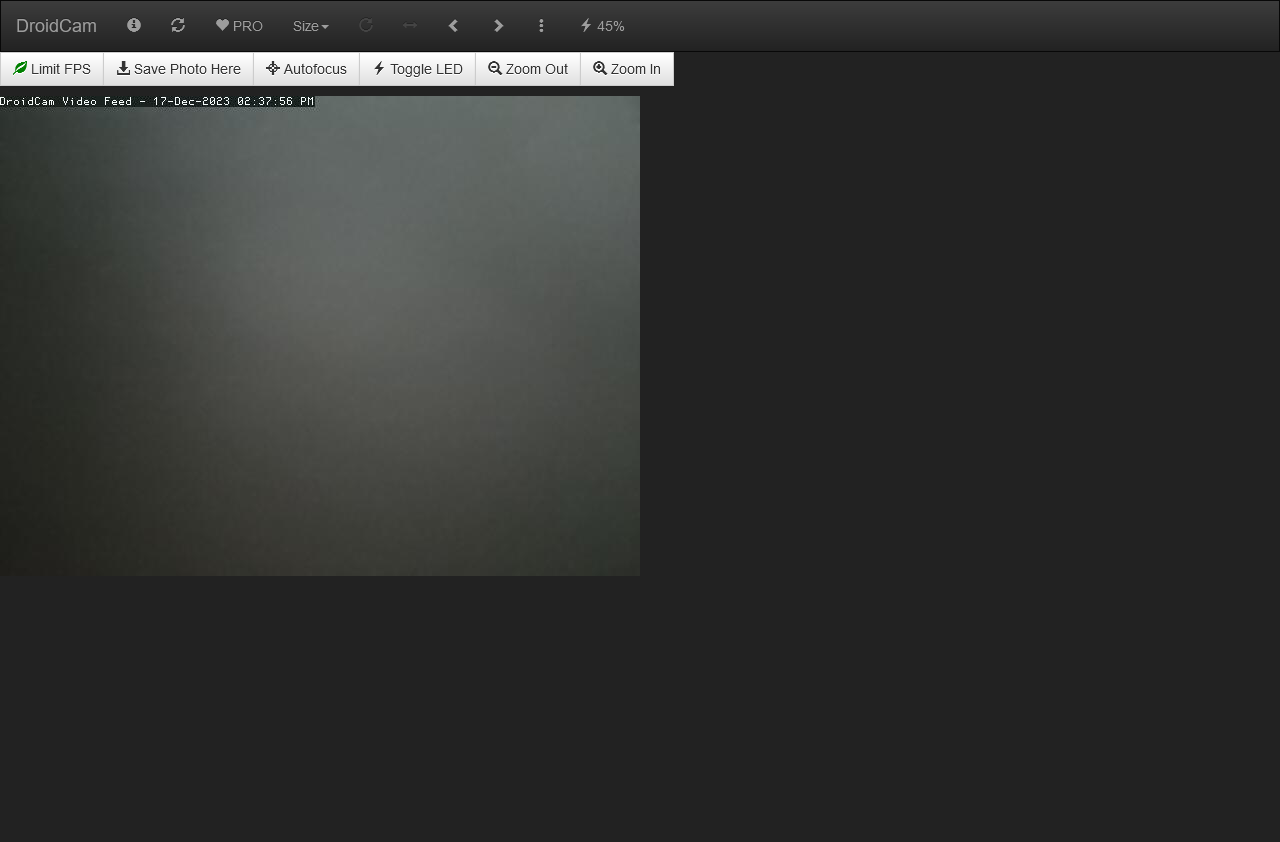 DroidCam PRO Size 45%
Limit FPS Save Photo Here Autofocus Toggle LED Zoom Out Zoom In
DroidCam Video Feed - 17-Dec-2023 02:37:56 PM